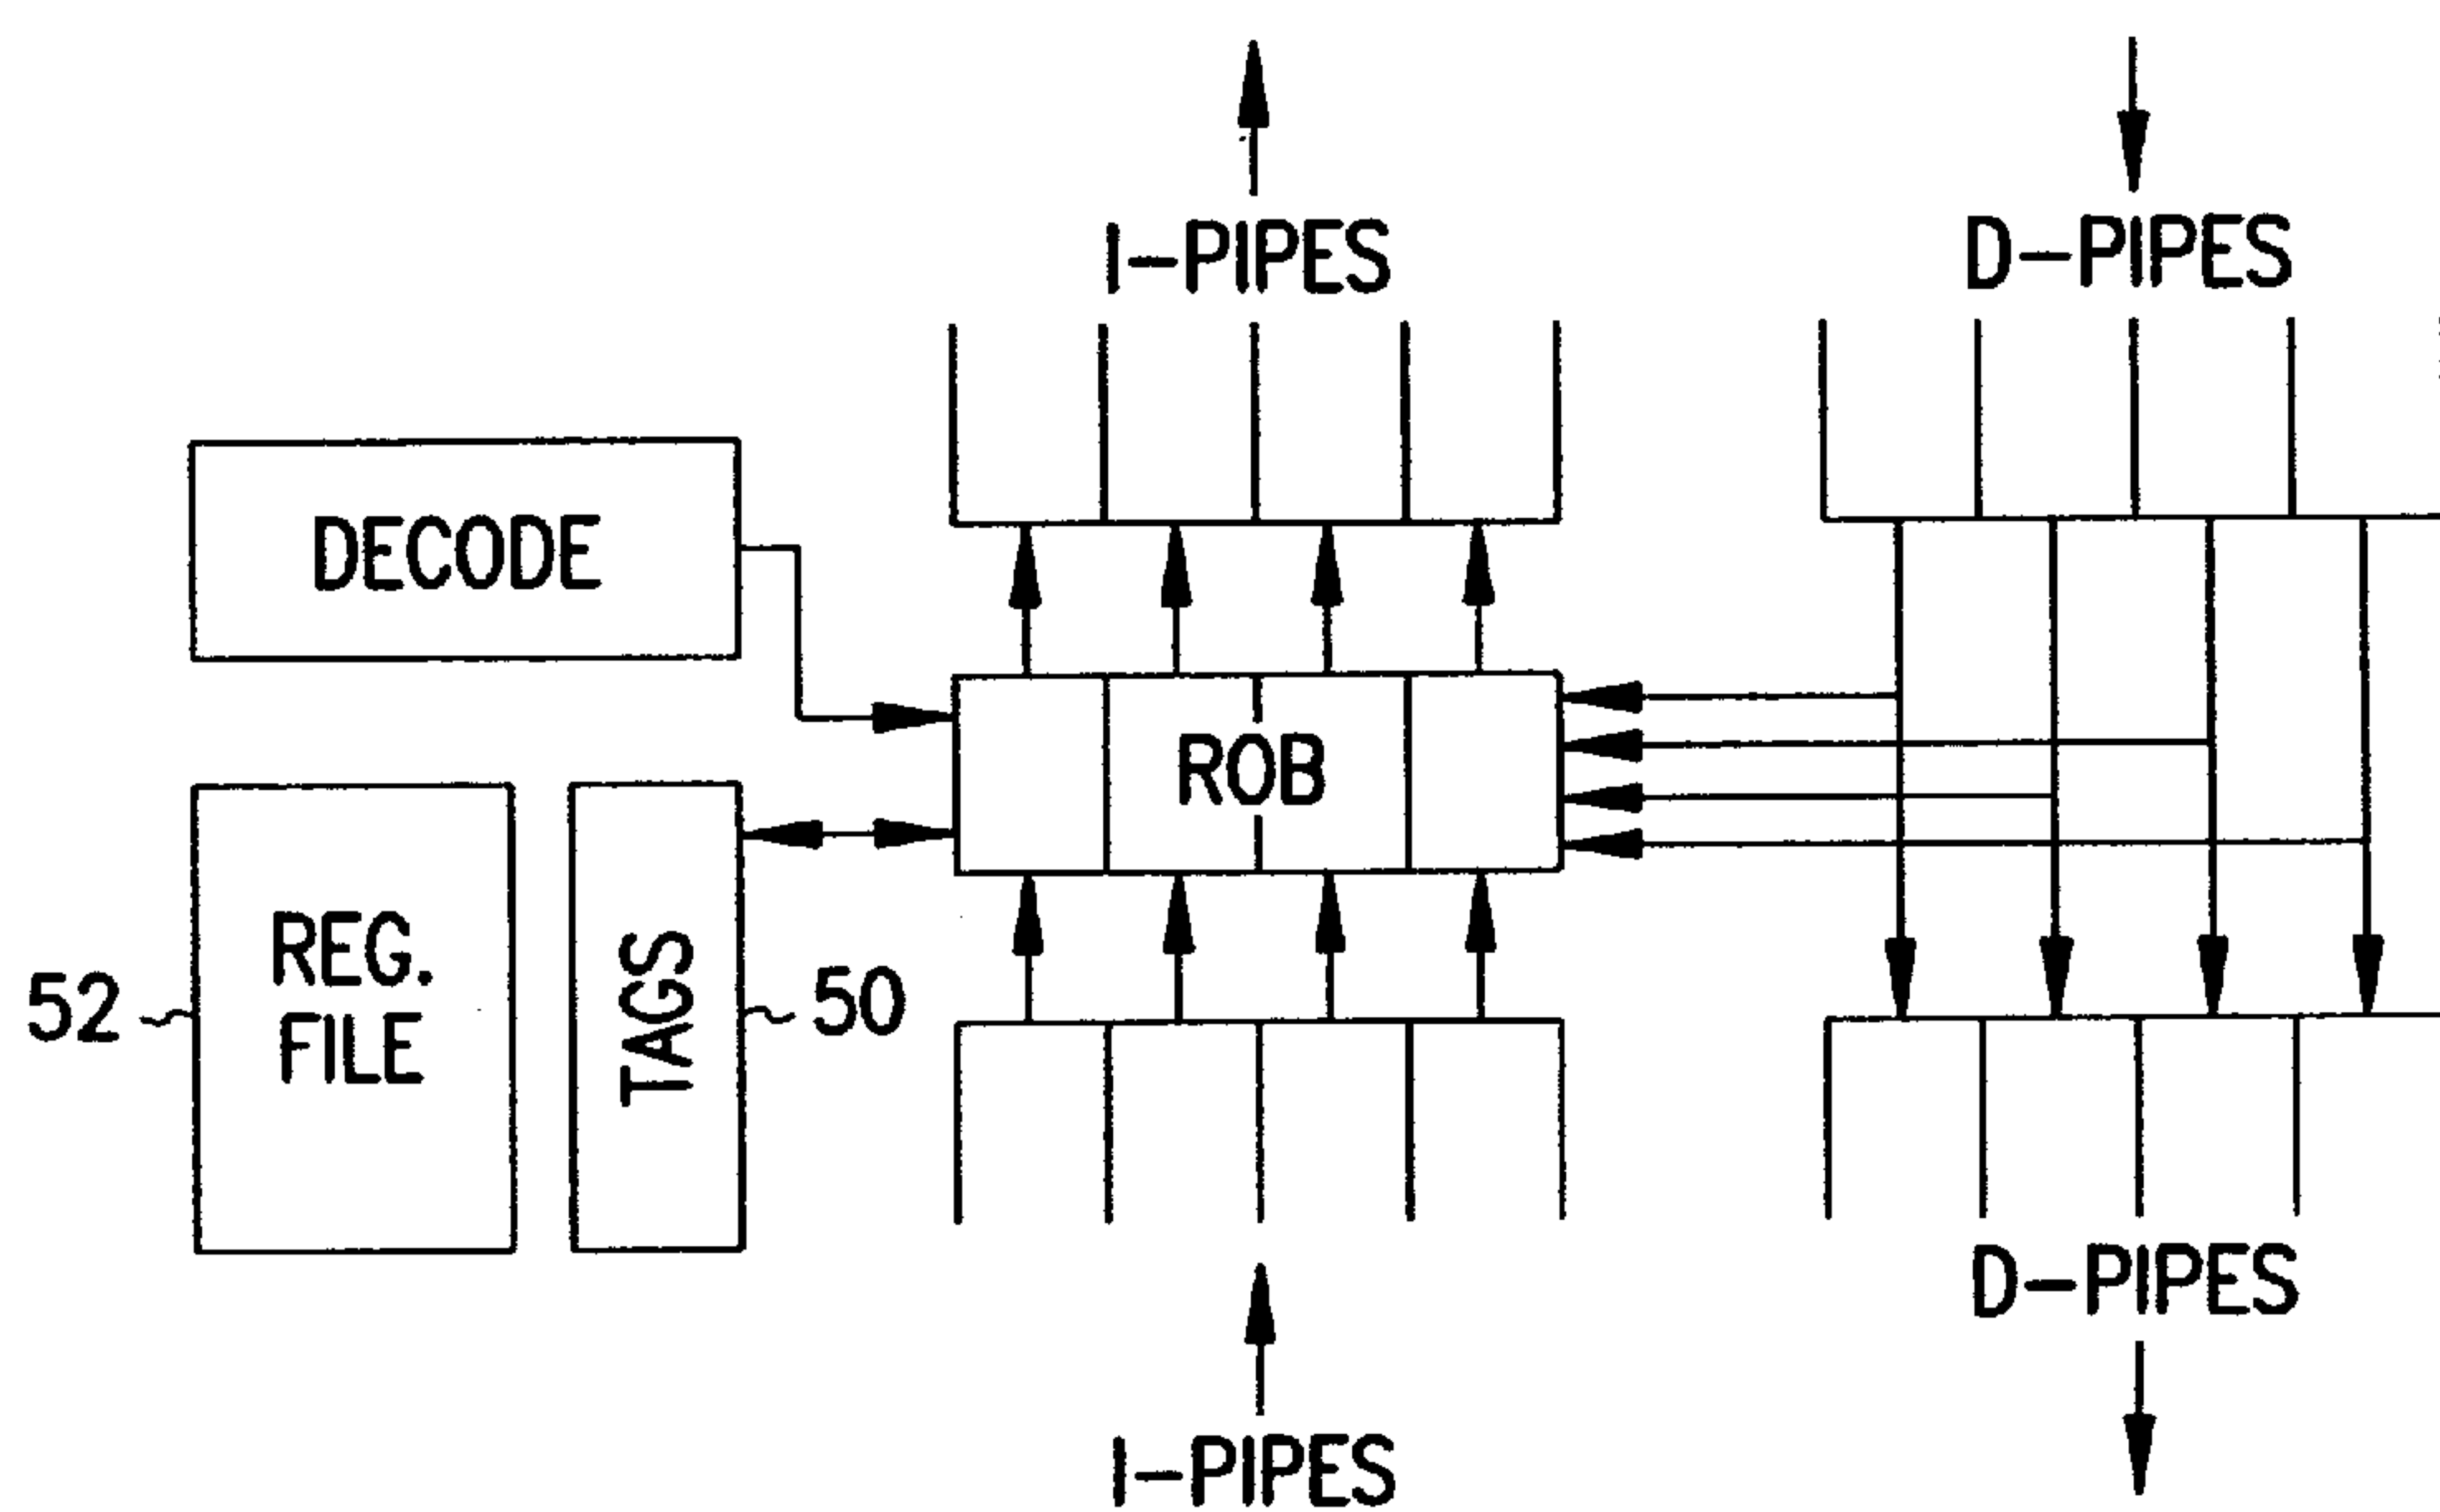 I-PIPES
D-PIPES
DECODE
ROB
REG.
FILE
TAGS
52
50
D-PIPES
I-PIPES